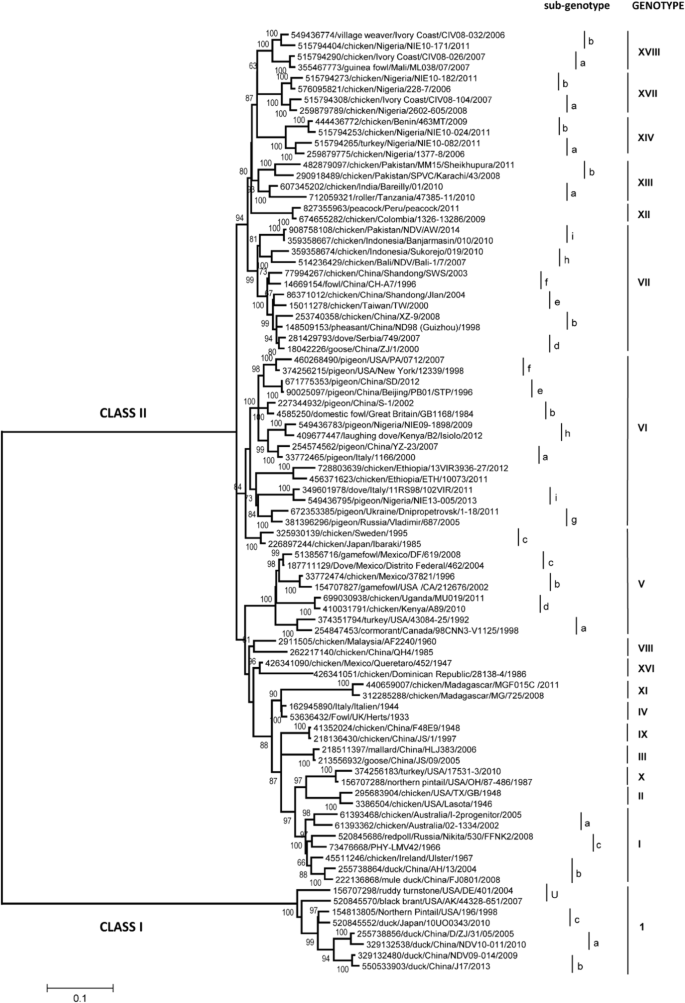 sub-genotype GENOTYPE
549436774/village weaver/Ivory Coast/CIV08-032/2006
515794404/chicken/Nigeria/NIE10-171/2011
b
515794290/chicken/Ivory Coast/CIV08-026/2007
355467773/guinea fowl/Mali/ML038/07/2007
a
XVIII
515794273/chicken/Nigeria/NIE10-182/2011
576095821/chicken/Nigeria/228-7/2006
b
515794308/chicken/Ivory Coast/CIV08-104/2007
259879789/chicken/Nigeria/2602-605/2008
a
XVII
444436772/chicken/Benin/463MT/2009
515794253/chicken/Nigeria/NIE10-024/2011
b
515794265/turkey/Nigeria/NIE10-082/2011
259879775/chicken/Nigeria/1377-8/2006
a
XIV
482879097/chicken/Pakistan/MM15/Sheikhupura/2011
290918489/chicken/Pakistan/SPVC/Karachi/43/2008
b
607345202/chicken/India/Bareilly/01/2010
712059321/roller/Tanzania/47385-11/2010
a
XIII
827355963/peacock/Peru/peacock/2011
674655282/chicken/Colombia/1326-13286/2009
XII
908758108/chicken/Pakistan/NDV/AW/2014
359358667/chicken/Indonesia/Banjarmasin/010/2010
i
359358674/chicken/Indonesia/Sukorejo/019/2010
514236429/chicken/Bali/NDV/Bali-1/7/2007
h
77994267/chicken/China/Shandong/SWS/2003
14669154/fowl/China/CH-A7/1996
f
86371012/chicken/China/Shandong/JIan/2004
15011278/chicken/Taiwan/TW/2000
e
253740358/chicken/China/XZ-9/2008
148509153/pheasant/China/ND98 (Guizhou)/1998
b
281429793/dove/Serbia/749/2007
18042226/goose/China/ZJ/1/2000
d
VII
460268490/pigeon/USA/PA/0712/2007
374256215/pigeon/USA/New York/12339/1998
f
671775353/pigeon/China/SD/2012
90025097/pigeon/China/Beijing/PB01/STP/1996
e
227344932/pigeon/China/S-1/2002
4585250/domestic fowl/Great Britain/GB1168/1984
b
549436783/pigeon/Nigeria/NIE09-1898/2009
409677447/laughing dove/Kenya/B2/Isiolo/2012
h
254574562/pigeon/China/YZ-23/2007
33772465/pigeon/Italy/1166/2000
a
728803639/chicken/Ethiopia/13VIR3936-27/2012
456371623/chicken/Ethiopia/ETH/10073/2011
349601978/dove/Italy/11RS98/102VIR/2011
549436795/pigeon/Nigeria/NIE13-005/2013
i
672353385/pigeon/Ukraine/Dnipropetrovsk/1-18/2011
381396296/pigeon/Russia/Vladimir/687/2005
g
VI
325930139/chicken/Sweden/1995
226897244/chicken/Japan/Ibaraki/1985
c
513856716/gamefowl/Mexico/DF/619/2008
187711129/Dove/Mexico/Distrito Federal/462/2004
c
33772474/chicken/Mexico/37821/1996
154707827/gamefowl/USA /CA/212676/2002
b
699030938/chicken/Uganda/MU019/2011
410031791/chicken/Kenya/A89/2010
d
374351794/turkey/USA/43084-25/1992
254847453/cormorant/Canada/98CNN3-V1125/1998
a
V
2911505/chicken/Malaysia/AF2240/1960
262217140/chicken/China/QH4/1985
VIII
426341090/chicken/Mexico/Queretaro/452/1947
426341051/chicken/Dominican Republic/28138-4/1986
XVI
440659007/chicken/Madagascar/MGF015C /2011
312285288/chicken/Madagascar/MG/725/2008
XI
162945890/Italy/Italien/1944
53636432/Fowl/UK/Herts/1933
IV
41352024/chicken/China/F48E9/1948
218136430/chicken/China/JS/1/1997
IX
218511397/mallard/China/HLJ383/2006
213556932/goose/China/JS/09/2005
III
374256183/turkey/USA/17531-3/2010
156707288/northern pintail/USA/OH/87-486/1987
X
295683904/chicken/USA/TX/GB/1948
3386504/chicken/USA/Lasota/1946
II
61393468/chicken/Australia/I-2progenitor/2005
61393362/chicken/Australia/02-1334/2002
a
520845686/redpoll/Russia/Nikita/530/FFNK2/2008
73476668/PHY-LMV42/1966
c
45511246/chicken/Ireland/Ulster/1967
255738864/duck/China/AH/13/2004
222136868/mule duck/China/FJ0801/2008
b
I
156707298/ruddy turnstone/USA/DE/401/2004
U
520845570/black brant/USA/AK/44328-651/2007
154813805/Northern Pintail/USA/196/1998
520845552/duck/Japan/10UO0343/2010
c
255738856/duck/China/D/ZJ/31/05/2005
329132538/duck/China/NDV10-011/2010
a
329132480/duck/China/NDV09-014/2009
550533903/duck/China/J17/2013
b
1
CLASS II
CLASS I
0.1